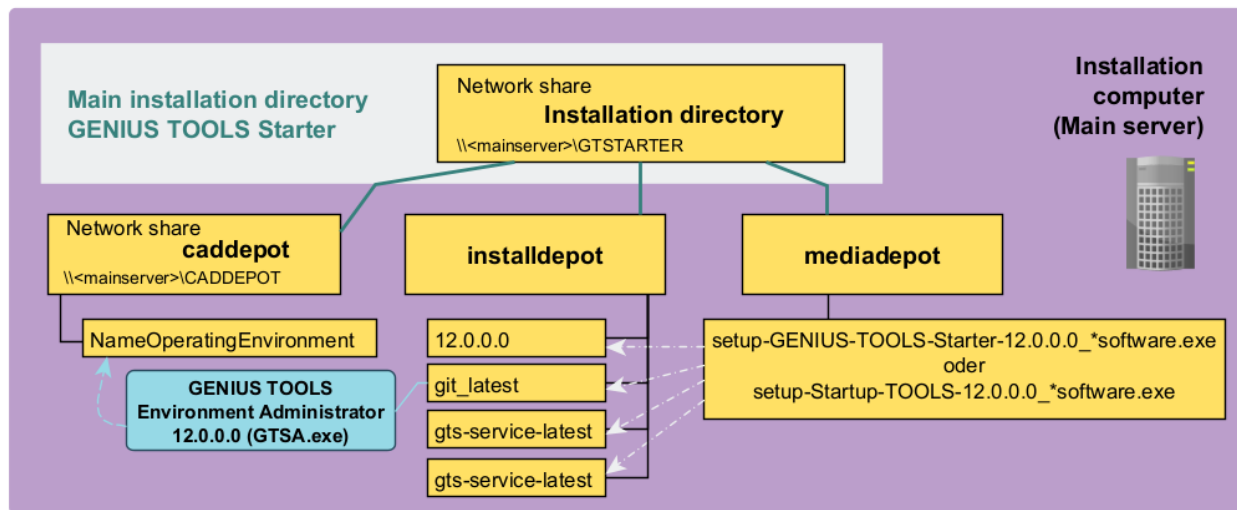 Main installation directory
GENIUS TOOLS Starter
Network share
Installation directory
\\<mainserver>\GTSTARTER
Installation
computer
(Main server)
Network share
caddepot
\\<mainserver>\CADDEPOT
installdepot
mediadepot
NameOperatingEnvironment
GENIUS TOOLS
Environment Administrator
12.0.0.0 (GTSA.exe)
12.0.0.0
git_latest
gts-service-latest
gts-service-latest
setup-GENIUS-TOOLS-Starter-12.0.0.0_*software.exe
oder
setup-Startup-TOOLS-12.0.0.0_*software.exe